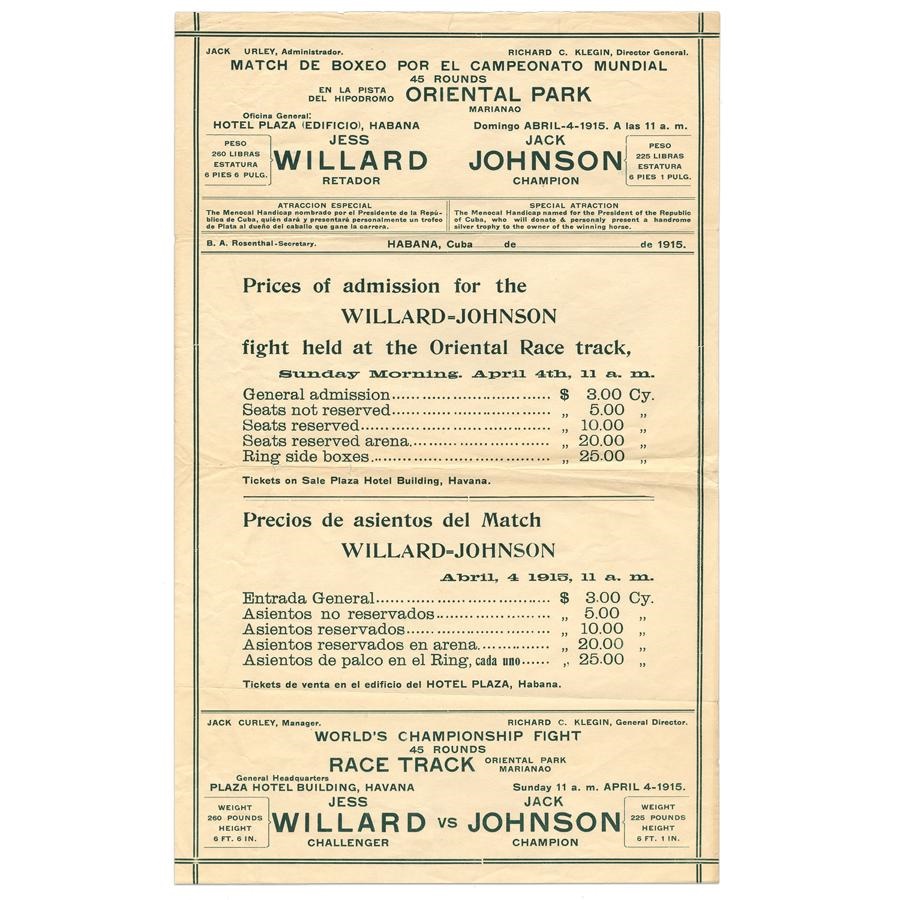 JACK URLEY, Administrador. RICHARD C. KLEGIN, Director General.
MATCH DE BOXEO POR EL CAMPEONATO MUNDIAL
45 ROUNDS
EN LA PISTA DEL HIPODROMO ORIENTAL PARK
MARIANAO
Oficina General:
HOTEL PLAZA (EDIFICIO), HABANA Domingo ABRIL-4-1915. A las 11 a. m.
PESO
260 LIBRAS
ESTATURA
6 PIES 6 PULG.
JESS
WILLARD
RETADOR
JACK
JOHNSON
CHAMPION
PESO
225 LIBRAS
ESTATURA
6 PIES 1 PULG.
ATRACCION ESPECIAL
The Menocal Handicap nombrado por el Presidente de la Repú-
blica de Cuba, quién dará y presentará personalmente un trofeo
de Plata al dueño del caballo que gane la carrera.
SPECIAL ATRACTION
The Menocal Handicap named for the President of the Republic
of Cuba, who will donate & personaly present a handrome
silver trophy to the owner of the winning horse.
B. A. Rosenthal-Secretary. HABANA, Cuba de de 1915.
Prices of admission for the
WILLARD=JOHNSON
fight held at the Oriental Race track,
Sunday Morning. April 4th, 11 a. m.
General admission........................ $ 3.00 Cy.
Seats not reserved........................ „ 5.00 „
Seats reserved........................ „ 10.00 „
Seats reserved arena........................ „ 20.00 „
Ring side boxes........................ „ 25.00 „
Tickets on Sale Plaza Hotel Building, Havana.
Precios de asientos del Match
WILLARD=JOHNSON
Abril, 4 1915, 11 a. m.
Entrada General........................ $ 3.00 Cy.
Asientos no reservados........................ „ 5.00 „
Asientos reservados........................ „ 10.00 „
Asientos reservados en arena........................ „ 20.00 „
Asientos de palco en el Ring, cada uno...... „ 25.00 „
Tickets de venta en el edificio del HOTEL PLAZA, Habana.
JACK CURLEY, Manager. RICHARD C. KLEGIN, General Director.
WORLD'S CHAMPIONSHIP FIGHT
45 ROUNDS
RACE TRACK ORIENTAL PARK MARIANAO
General Headquarters
PLAZA HOTEL BUILDING, HAVANA Sunday 11 a. m. APRIL 4-1915.
WEIGHT
260 POUNDS
HEIGHT
6 FT. 6 IN.
JESS
WILLARD
CHALLENGER
VS
JACK
JOHNSON
CHAMPION
WEIGHT
225 POUNDS
HEIGHT
6 FT. 1 IN.